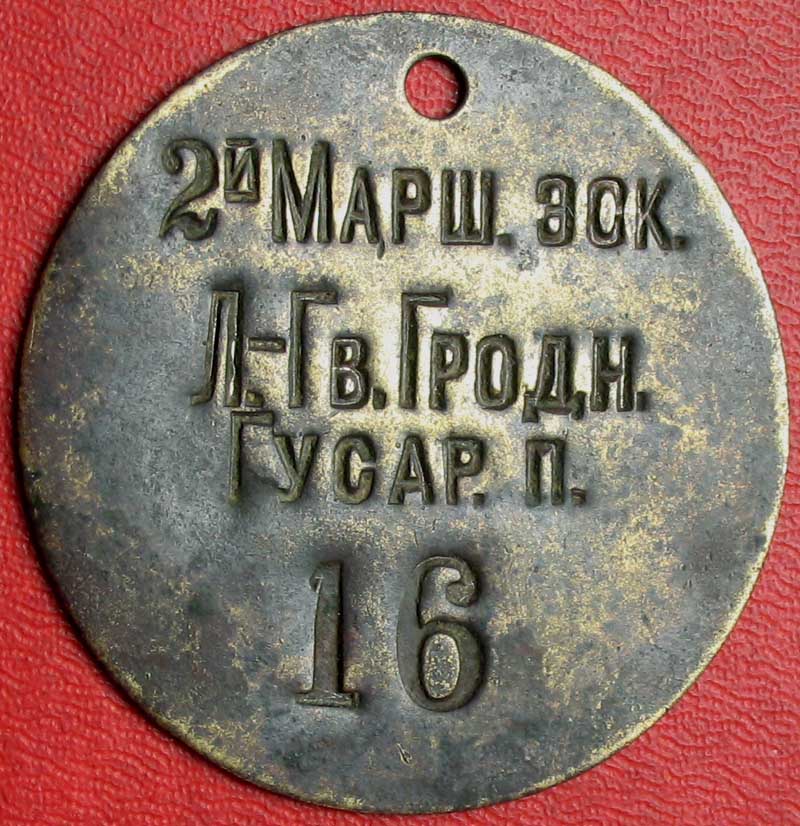 2й Марш. эск.
Л.-Гв. Гродн.
Гусар. п.
16